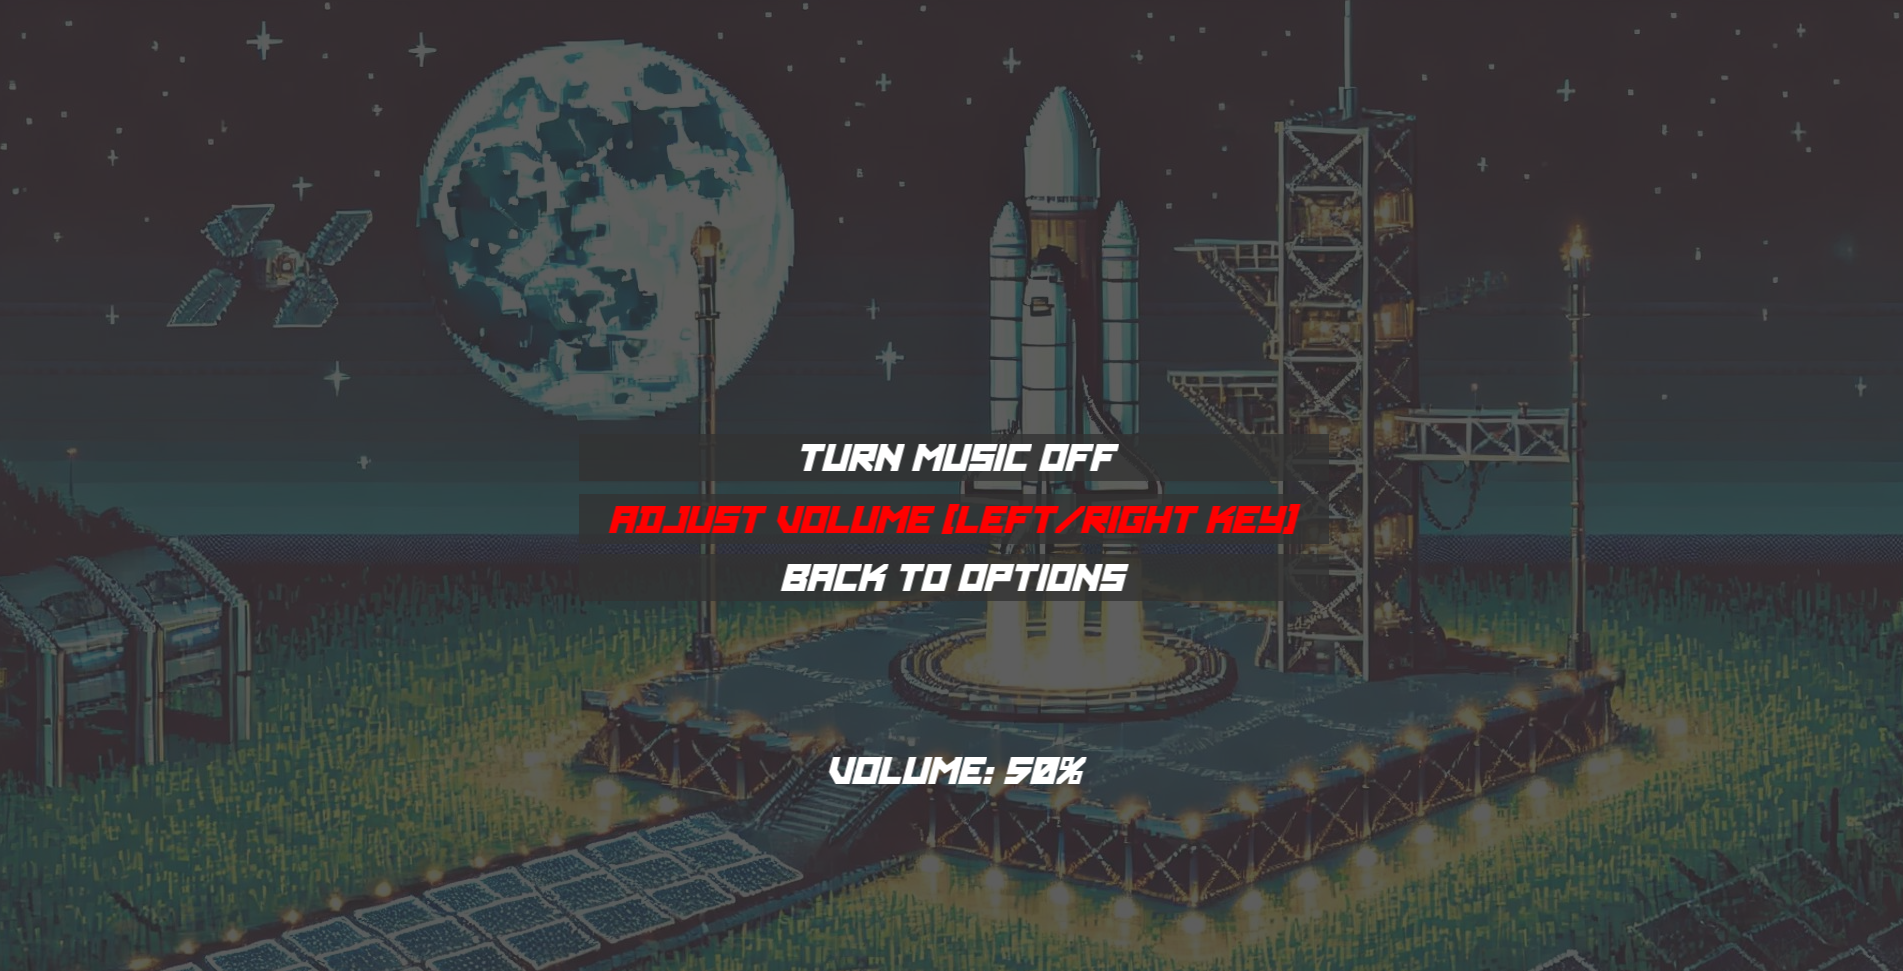 TURN MUSIC OFF
ADJUST VOLUME [LEFT/RIGHT KEY]
BACK TO OPTIONS
VOLUME: 50%